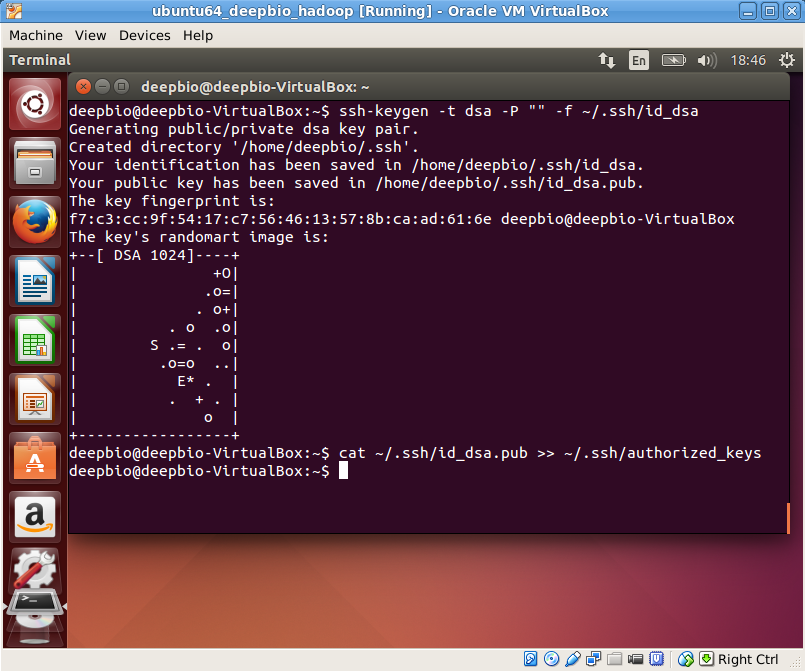 ubuntu64_deepbio_hadoop [Running] - Oracle VM VirtualBox
Machine View Devices Help
Terminal En 18:46
deepbio@deepbio-VirtualBox: ~
deepbio@deepbio-VirtualBox:~$ ssh-keygen -t dsa -P "" -f ~/.ssh/id_dsa
Generating public/private dsa key pair.
Created directory '/home/deepbio/.ssh'.
Your identification has been saved in /home/deepbio/.ssh/id_dsa.
Your public key has been saved in /home/deepbio/.ssh/id_dsa.pub.
The key fingerprint is:
f7:c3:cc:9f:54:17:c7:56:46:13:57:8b:ca:ad:61:6e deepbio@deepbio-VirtualBox
The key's randomart image is:
+--[ DSA 1024]----+
|               +O|
|              .o=|
|             . o+|
|          . o  .o|
|        S .= .  o|
|         .o=o  ..|
|           E* .  |
|          .  + . |
|              o  |
+-----------------+
deepbio@deepbio-VirtualBox:~$ cat ~/.ssh/id_dsa.pub >> ~/.ssh/authorized_keys
deepbio@deepbio-VirtualBox:~$
a
Right Ctrl